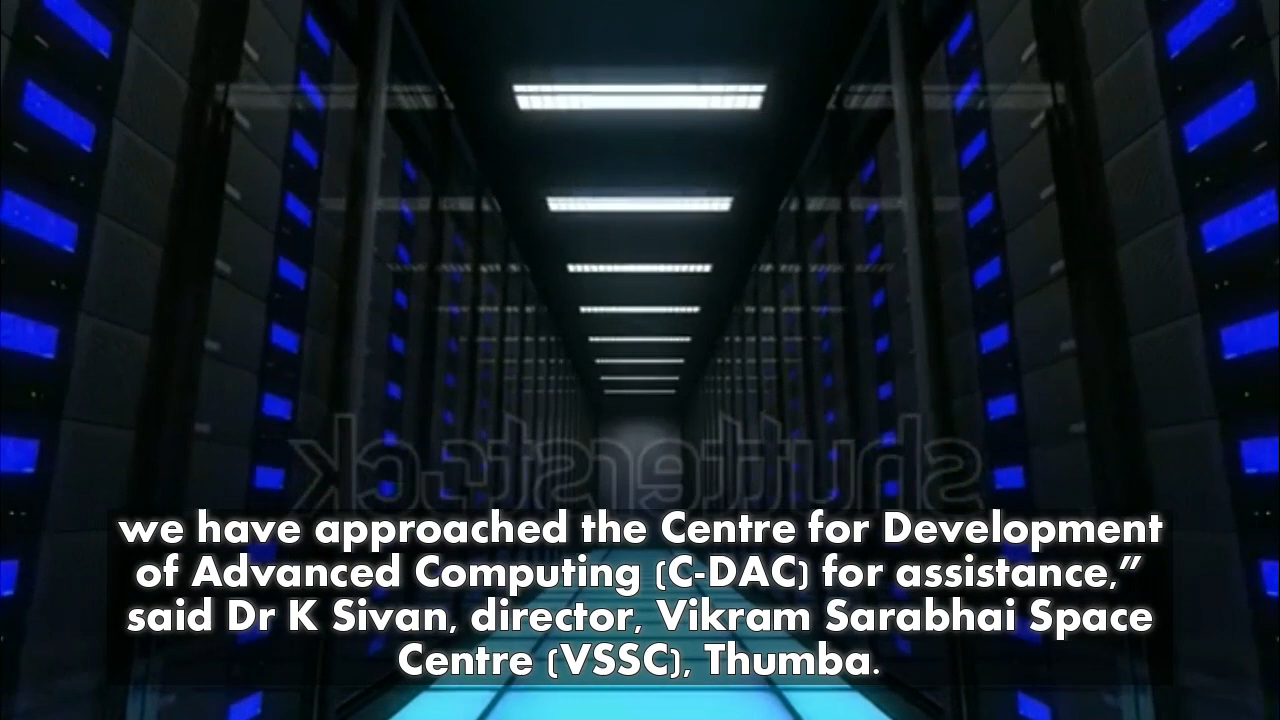 shutterstock
we have approached the Centre for Development
of Advanced Computing (C-DAC) for assistance,”
said Dr K Sivan, director, Vikram Sarabhai Space
Centre (VSSC), Thumba.